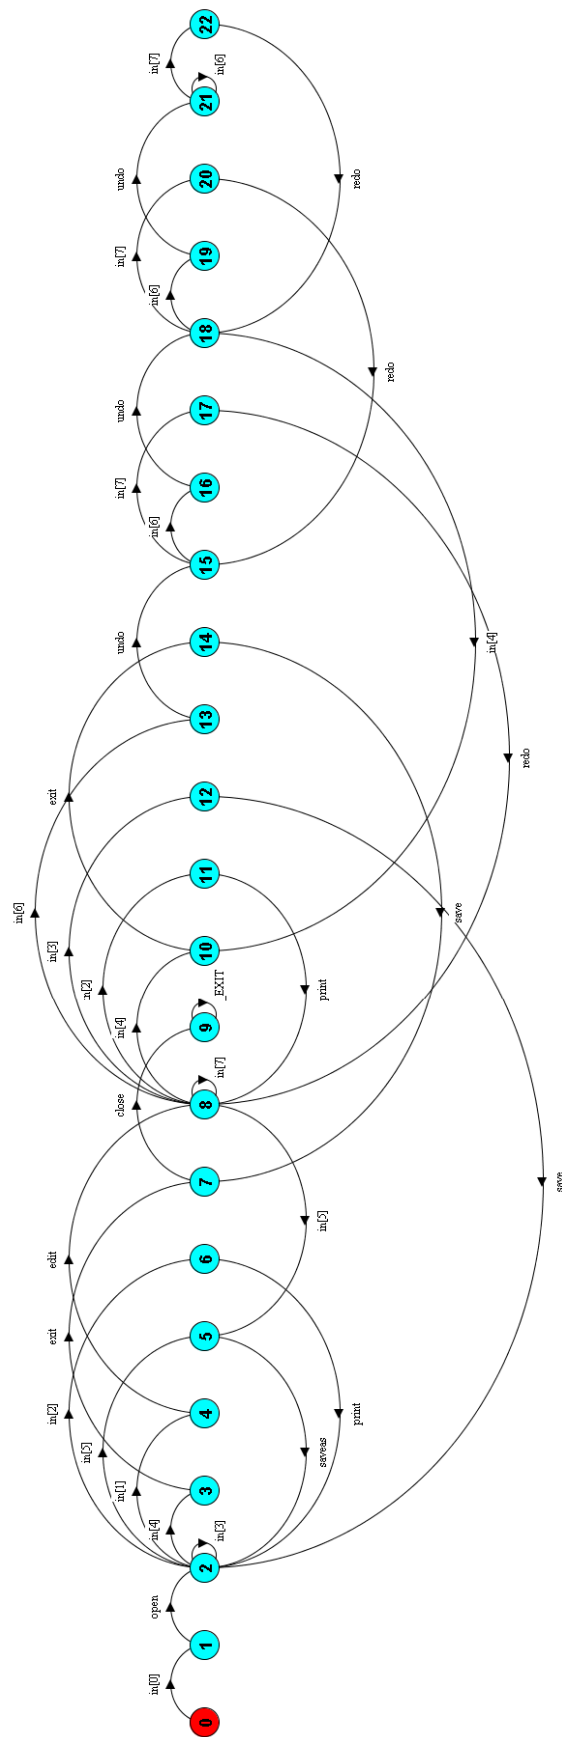 22
in[7]
in[6]
21
undo
20
redo
in[7]
19
in[6]
18
redo
undo
17
in[7]
16
in[6]
15
undo
14
in[4]
13
redo
exit
12
11
in[6]
save
in[3]
10
in[2]
print
_EXIT
in[4]
9
close
8
in[7]
7
save
in[5]
edit
6
exit
5
in[2]
4
print
in[5]
saveas
in[1]
3
in[4]
in[3]
2
open
1
in[0]
0